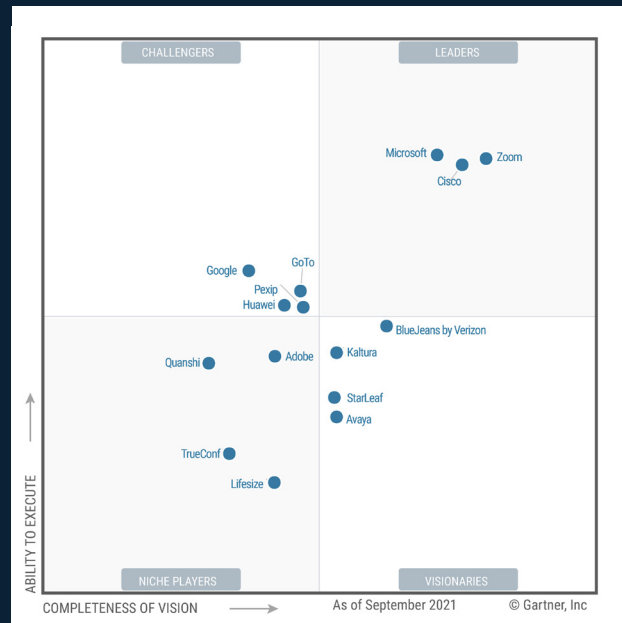 CHALLENGERS
LEADERS
Microsoft
Zoom
Cisco
Google
GoTo
Pexip
Huawei
BlueJeans by Verizon
Quanshi
Adobe
Kaltura
StarLeaf
Avaya
TrueConf
Lifesize
ABILITY TO EXECUTE
NICHE PLAYERS
VISIONARIES
COMPLETENESS OF VISION
As of September 2021
© Gartner, Inc